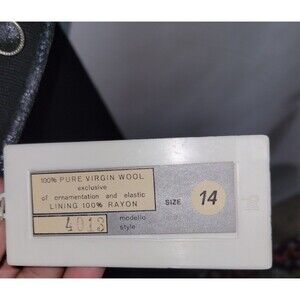 100% PURE VIRGIN WOOL
exclusive
of ornamentation and elastic
LINING 100% RAYON
4013 modello
style
SIZE 14